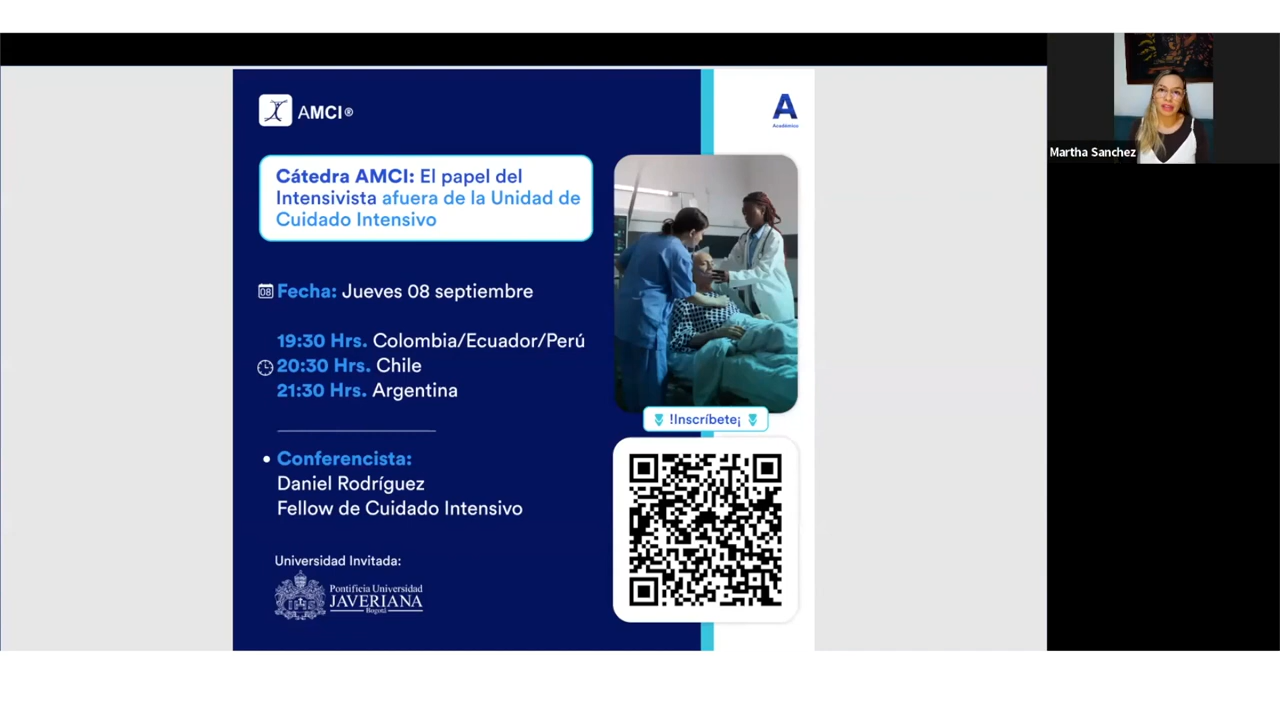 AMCI®
A
Académico
Cátedra AMCI: El papel del
Intensivista afuera de la Unidad de
Cuidado Intensivo
08 Fecha: Jueves 08 septiembre
19:30 Hrs. Colombia/Ecuador/Perú
20:30 Hrs. Chile
21:30 Hrs. Argentina
!Inscríbete¡
• Conferencista:
Daniel Rodríguez
Fellow de Cuidado Intensivo
Universidad Invitada:
Pontificia Universidad
JAVERIANA
Bogotá
Martha Sanchez